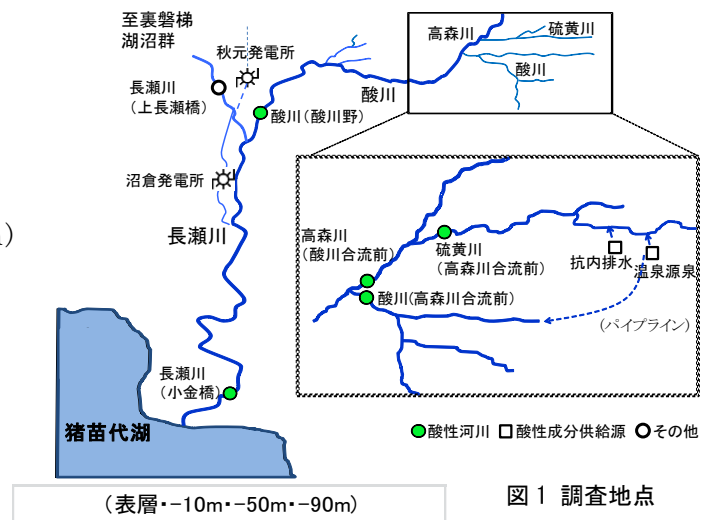 至裏磐梯
湖沼群
秋元発電所
長瀬川
(上長瀬橋)
酸川(酸川野)
酸川
高森川
硫黄川
酸川
沼倉発電所
長瀬川
高森川
(酸川合流前)
硫黄川
(高森川合流前)
抗内排水
温泉源泉
酸川(高森川合流前)
(パイプライン)
長瀬川
(小金橋)
猪苗代湖
酸性河川
酸性成分供給源
その他
(表層・-10m・-50m・-90m)
図1 調査地点